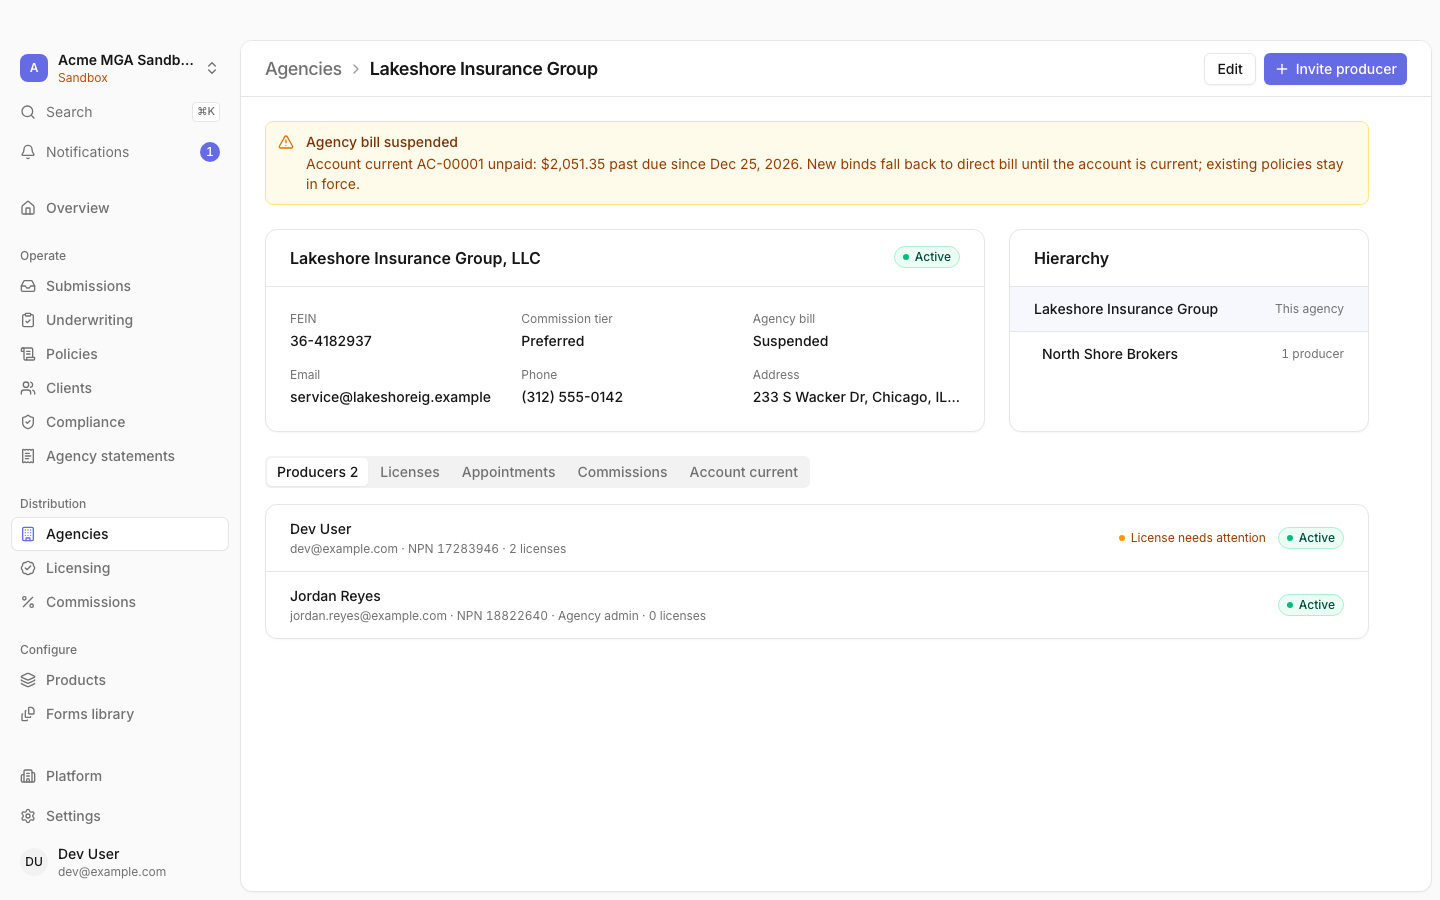 A
Acme MGA Sandb...
Sandbox
Search
⌘K
Notifications
1
Overview
Operate
Submissions
Underwriting
Policies
Clients
Compliance
Agency statements
Distribution
Agencies
Licensing
Commissions
Configure
Products
Forms library
Platform
Settings
DU
Dev User
dev@example.com
Agencies
Lakeshore Insurance Group
Edit
Invite producer
Agency bill suspended
Account current AC-00001 unpaid: $2,051.35 past due since Dec 25, 2026. New binds fall back to direct bill until the account is current; existing policies stay
in force.
Lakeshore Insurance Group, LLC
Active
FEIN
Commission tier
Agency bill
36-4182937
Preferred
Suspended
Email
Phone
Address
service@lakeshoreig.example
(312) 555-0142
233 S Wacker Dr, Chicago, IL...
Hierarchy
Lakeshore Insurance Group
This agency
North Shore Brokers
1 producer
Producers 2
Licenses
Appointments
Commissions
Account current
Dev User
dev@example.com · NPN 17283946 · 2 licenses
License needs attention
Active
Jordan Reyes
jordan.reyes@example.com · NPN 18822640 · Agency admin · 0 licenses
Active